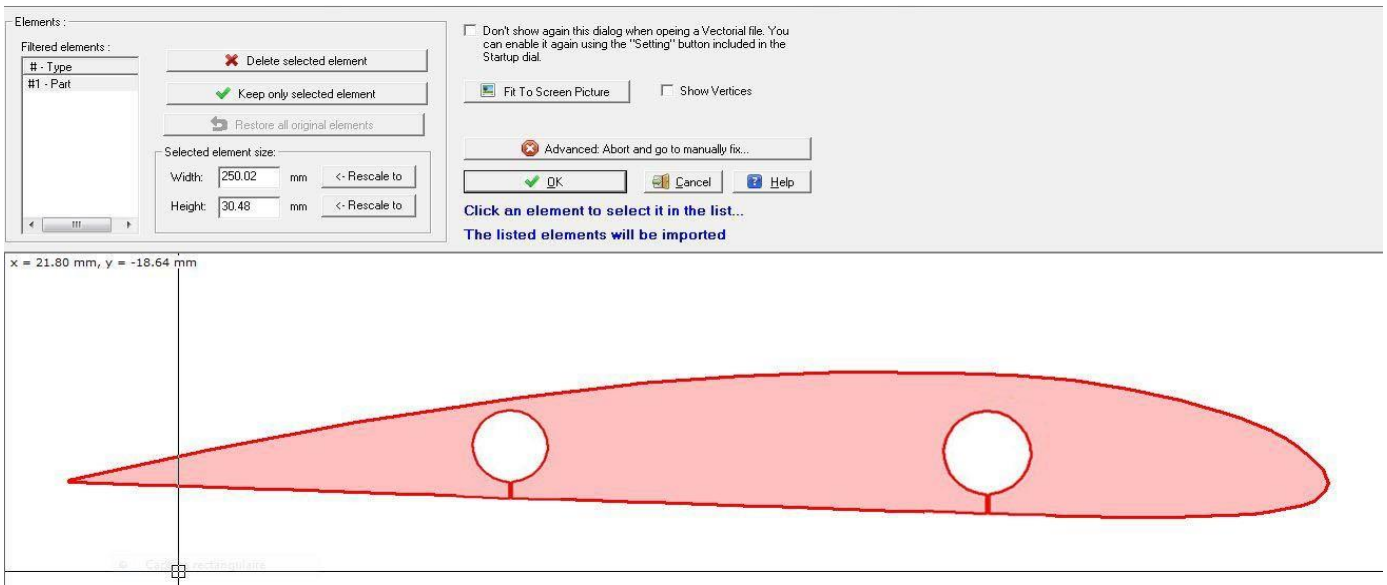 Elements :
Filtered elements :
# - Type
#1 - Part
Delete selected element
Keep only selected element
Restore all original elements
Selected element size:
Width: 250.02 mm <- Rescale to
Height: 30.48 mm <- Rescale to
Don't show again this dialog when opeing a Vectorial file. You
can enable it again using the "Setting" button included in the
Startup dial.
Fit To Screen Picture
Show Vertices
Advanced: Abort and go to manually fix...
OK
Cancel
Help
Click an element to select it in the list...
The listed elements will be imported
x = 21.80 mm, y = -18.64 mm
rectangulaire